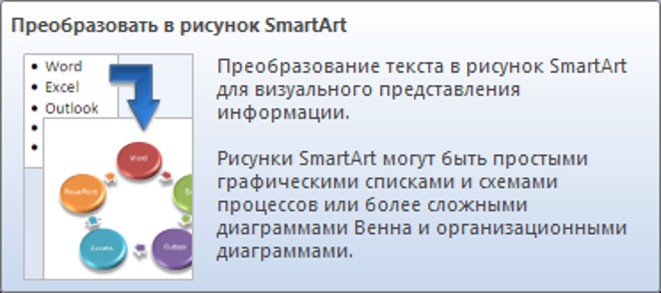 Преобразовать в рисунок SmartArt
• Word
• Excel
• Outlook
Word
PowerPoint
Access
Outlook
Преобразование текста в рисунок SmartArt
для визуального представления
информации.
Рисунки SmartArt могут быть простыми
графическими списками и схемами
процессов или более сложными
диаграммами Венна и организационными
диаграммами.